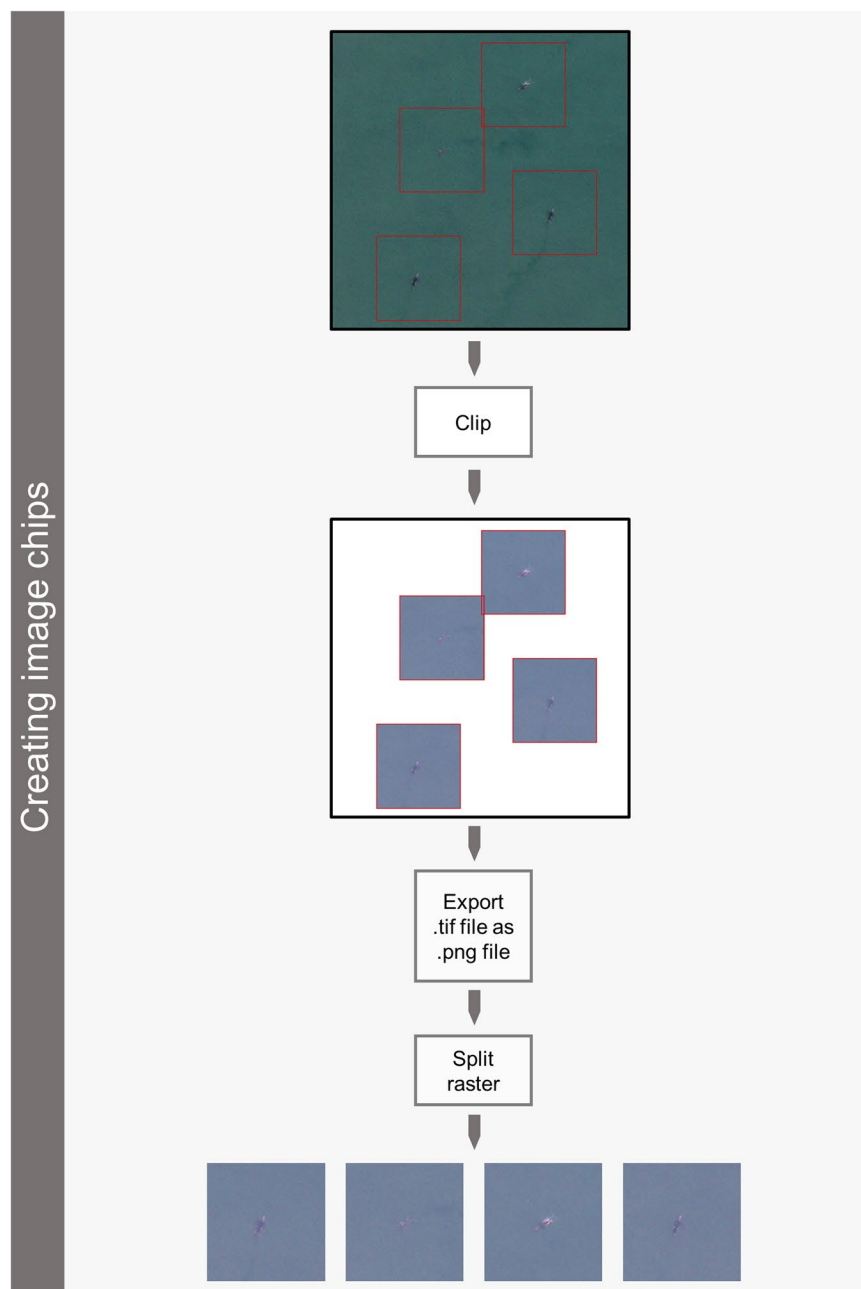 Creating image chips
Clip
Export
.tif file as
.png file
Split
raster